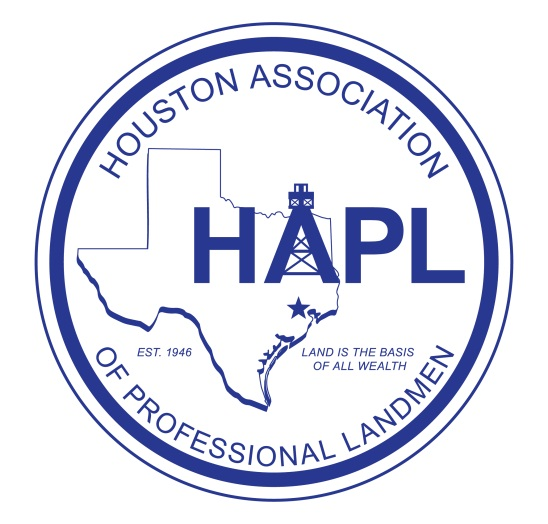 HOUSTON ASSOCIATION
HAPL
EST. 1946
LAND IS THE BASIS
OF ALL WEALTH
OF PROFESSIONAL LANDMEN